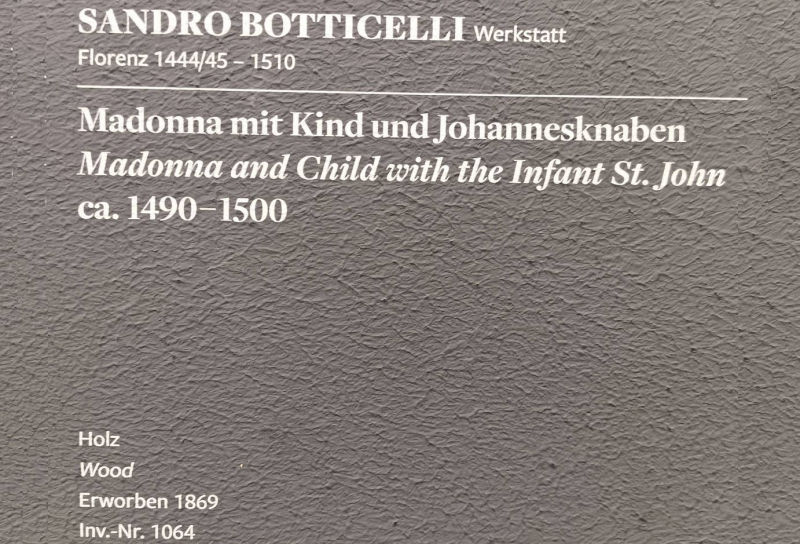 SANDRO BOTTICELLI Werkstatt
Florenz 1444/45 – 1510
Madonna mit Kind und Johannesknaben
Madonna and Child with the Infant St. John
ca. 1490–1500
Holz
Wood
Erworben 1869
Inv.-Nr. 1064